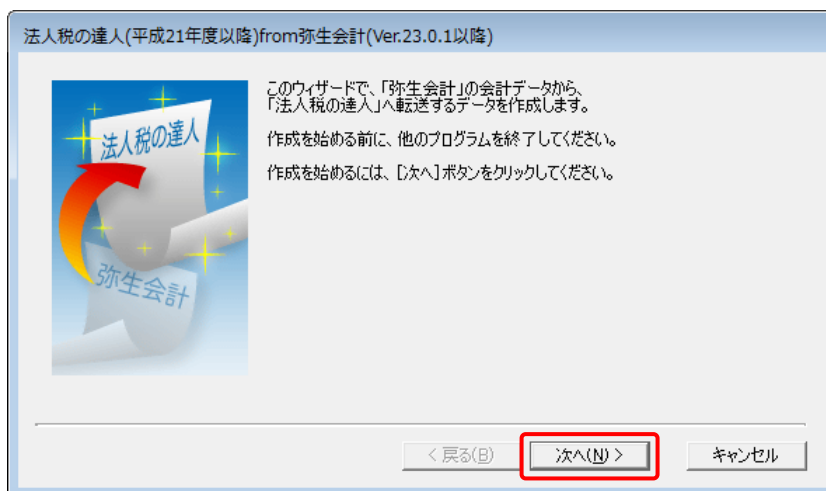 法人税の達人(平成21年度以降)from弥生会計(Ver.23.0.1以降)
法人税の達人
弥生会計
このウィザードで、「弥生会計」の会計データから、
「法人税の達人」へ転送するデータを作成します。
作成を始める前に、他のプログラムを終了してください。
作成を始めるには、[次へ]ボタンをクリックしてください。
< 戻る(B)
次へ(N) >
キャンセル